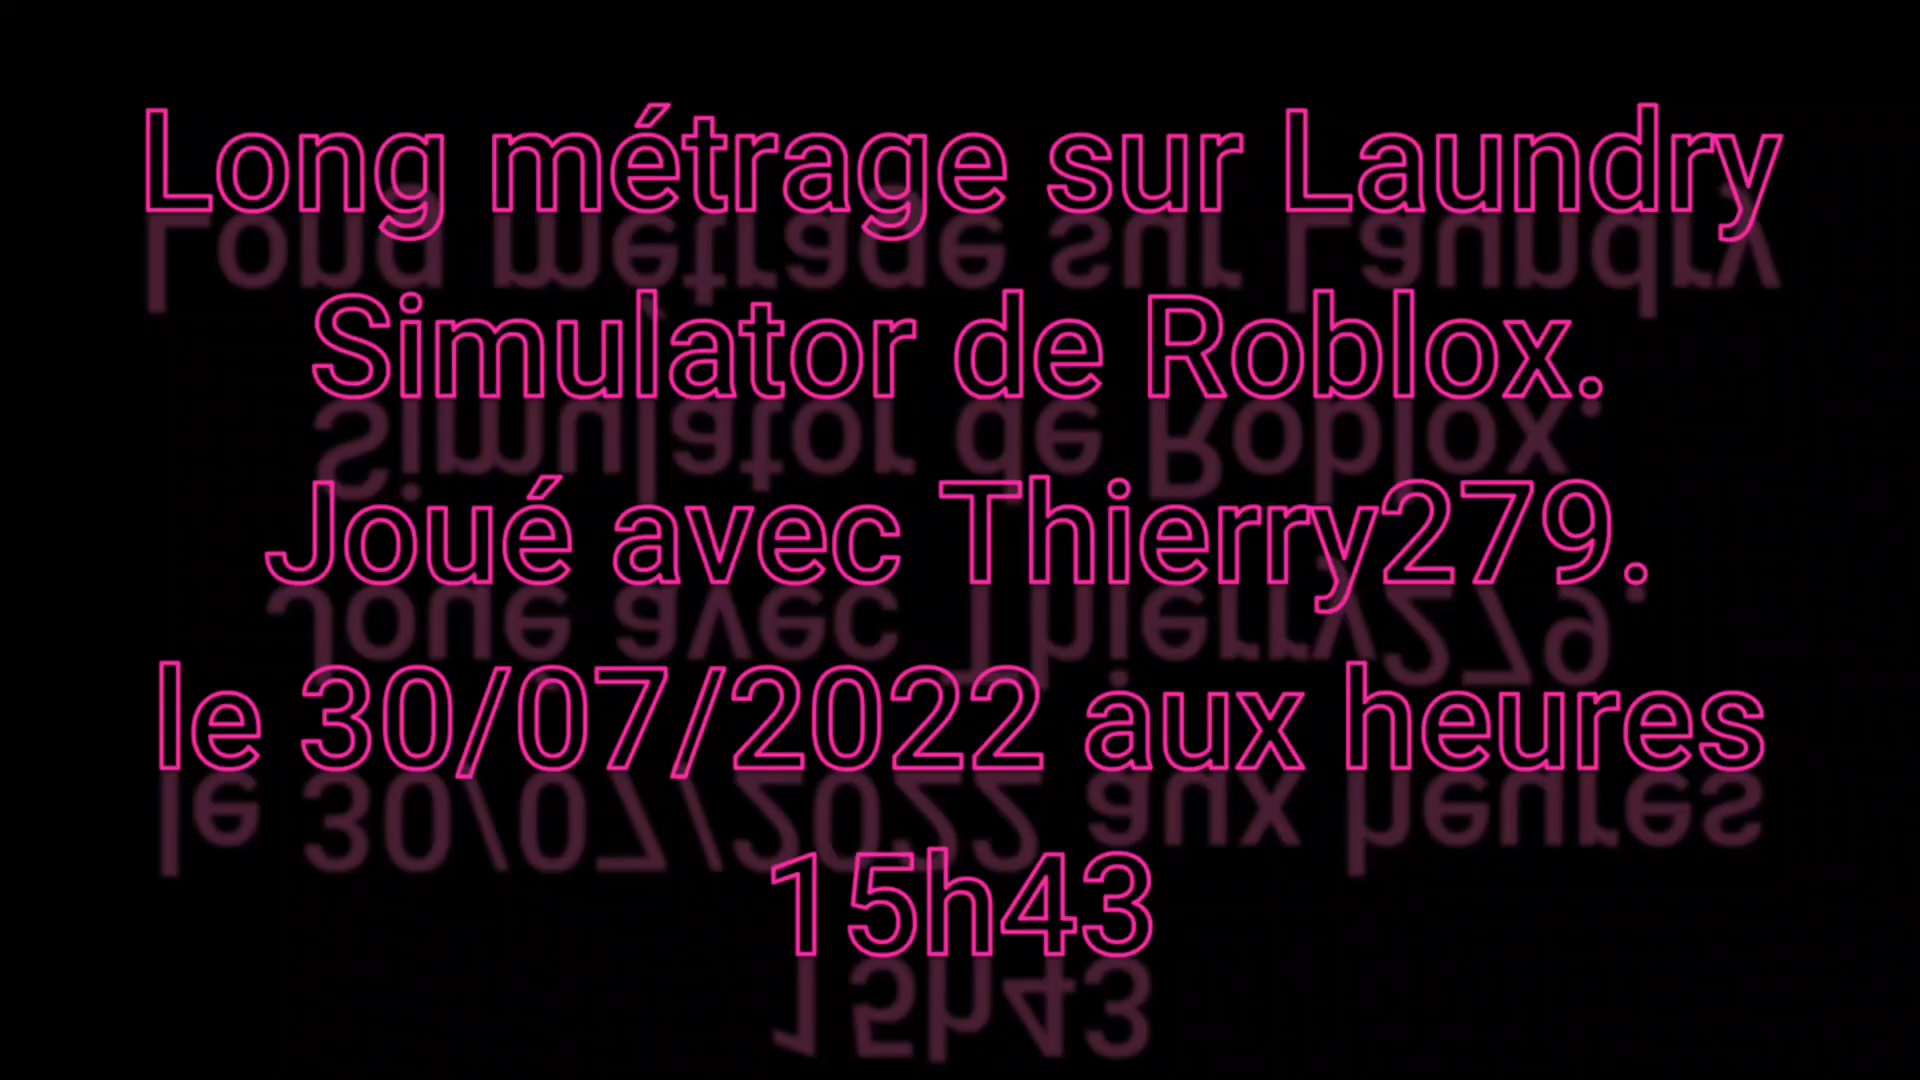 Long métrage sur Laundry
Simulator de Roblox.
Joué avec Thierry279.
le 30/07/2022 aux heures
15h43